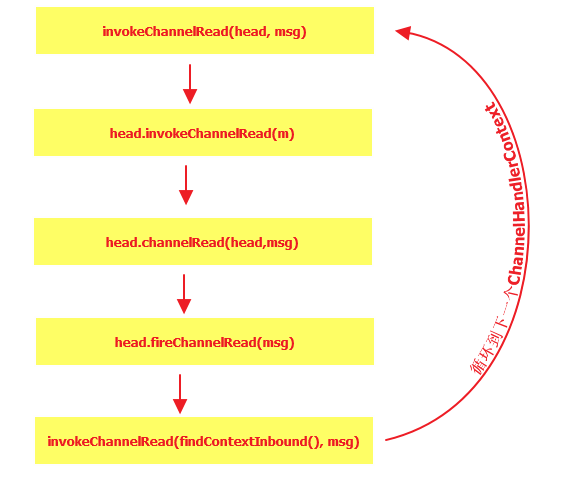 invokeChannelRead(head, msg)
head.invokeChannelRead(m)
head.channelRead(head,msg)
head.fireChannelRead(msg)
invokeChannelRead(findContextInbound(), msg)
循环到下一个ChannelHandlerContext